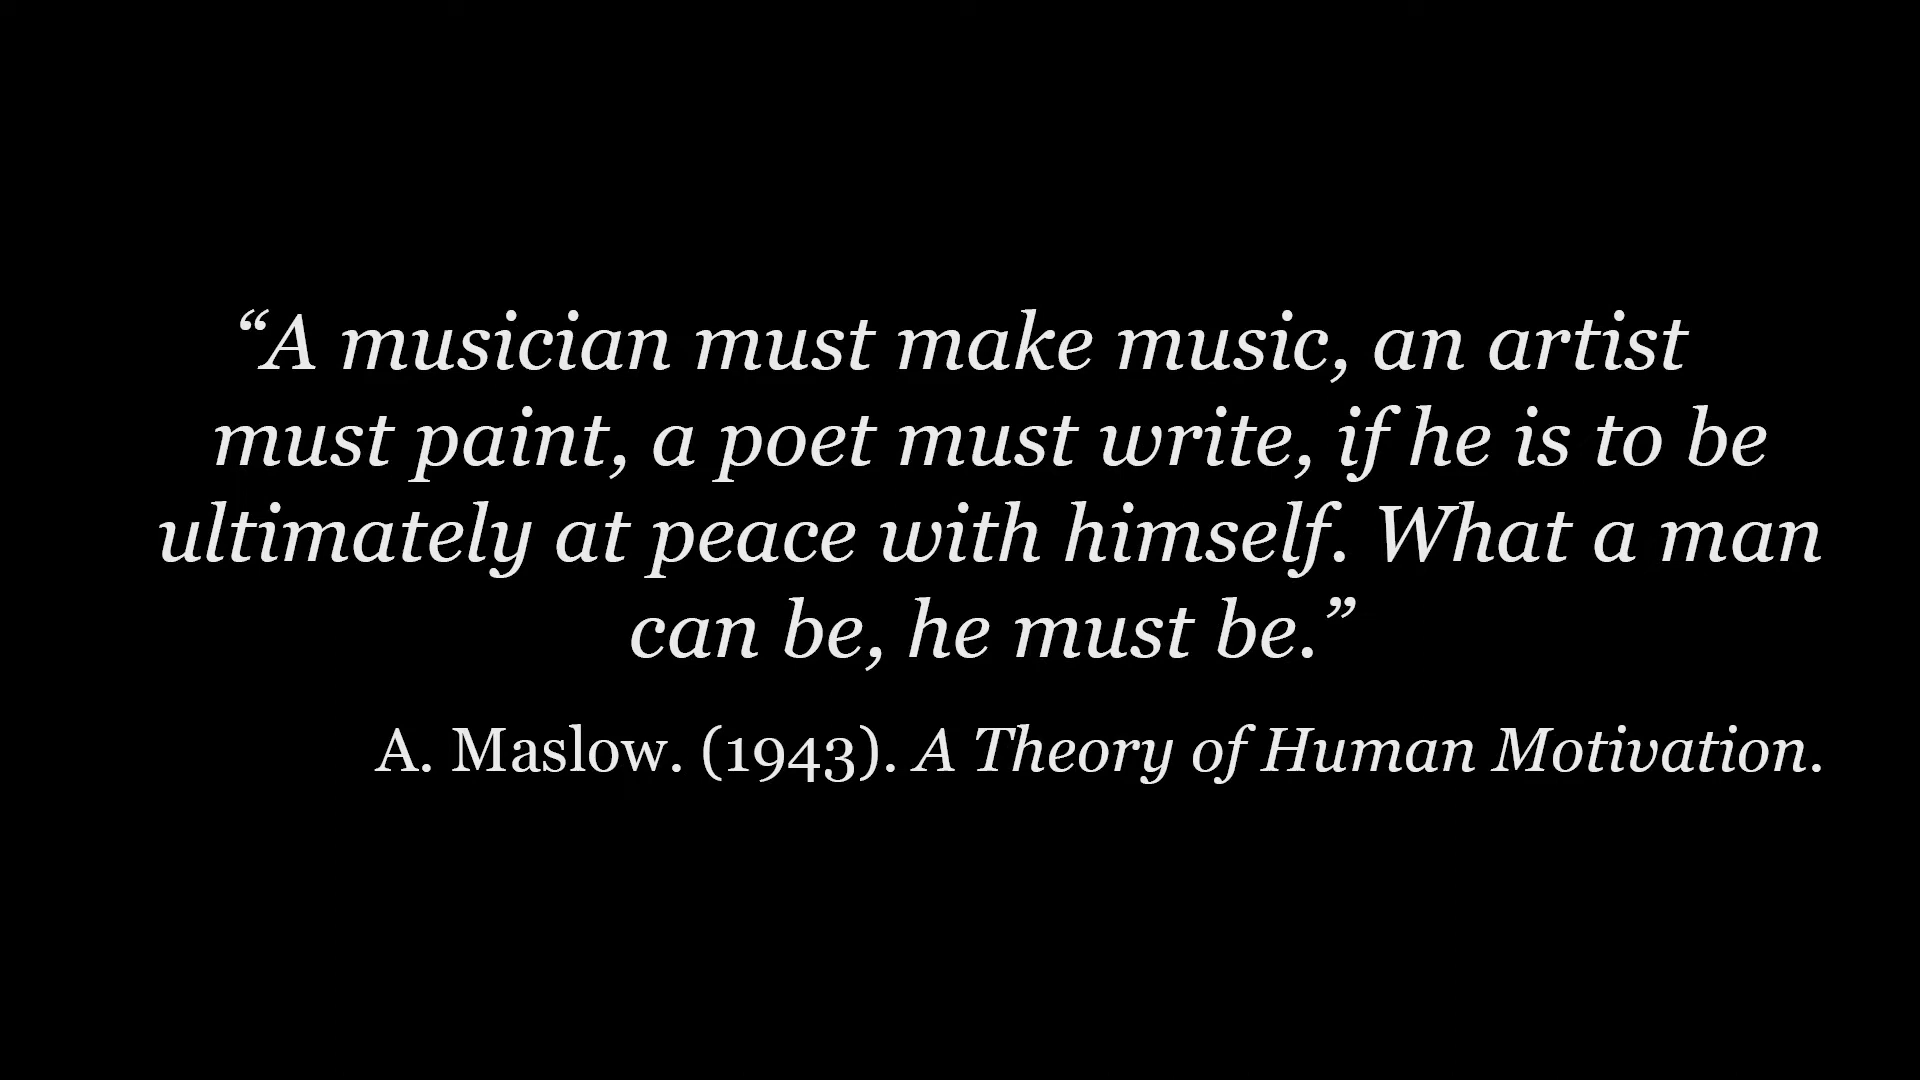 “A musician must make music, an artist
must paint, a poet must write, if he is to be
ultimately at peace with himself. What a man
can be, he must be.”
A. Maslow. (1943). A Theory of Human Motivation.